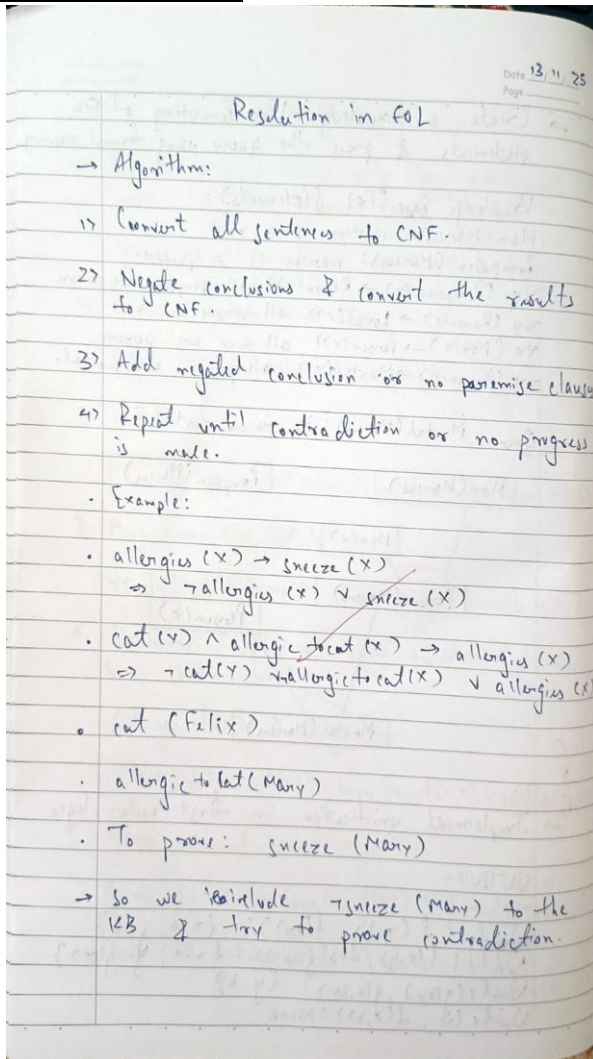 Date 13/11/25
Page
Resolution in FOL
→ Algorithm:
1) Convert all sentences to CNF.
2) Negate conclusions & convert the results
to CNF.
3) Add negated conclusion or no paremise clausy
4) Repeat until contradiction or no progress
is male.
. Example:
. allergies (x) → sneeze (x)
⇒ ¬allergies (x) ∨ sneeze (x)
. cat (Y) ∧ allergic to cat (x) → allergies (x)
⇒ ¬cat(Y) ∨¬allergic to cat(x) ∨ allergies (x)
. cat (Felix)
. allergic to Cat (Mary)
. To prove: sneeze (Mary)
→ So we include ¬sneeze (Mary) to the
KB & try to prove contradiction.